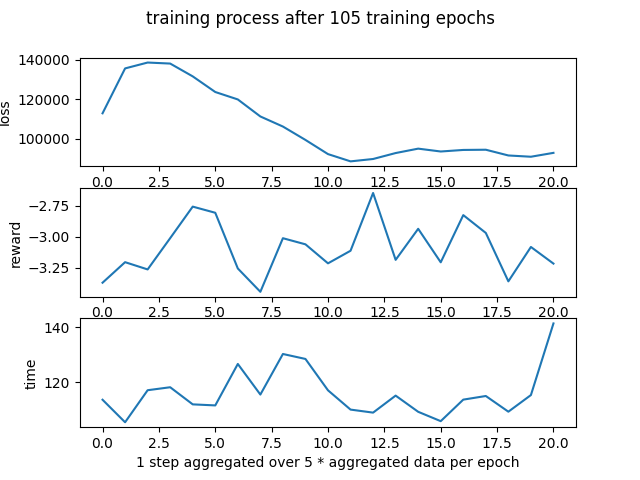 training process after 105 training epochs
140000
120000
100000
loss
0.0 2.5 5.0 7.5 10.0 12.5 15.0 17.5 20.0
−2.75
−3.00
−3.25
reward
0.0 2.5 5.0 7.5 10.0 12.5 15.0 17.5 20.0
140
120
time
0.0 2.5 5.0 7.5 10.0 12.5 15.0 17.5 20.0
1 step aggregated over 5 * aggregated data per epoch